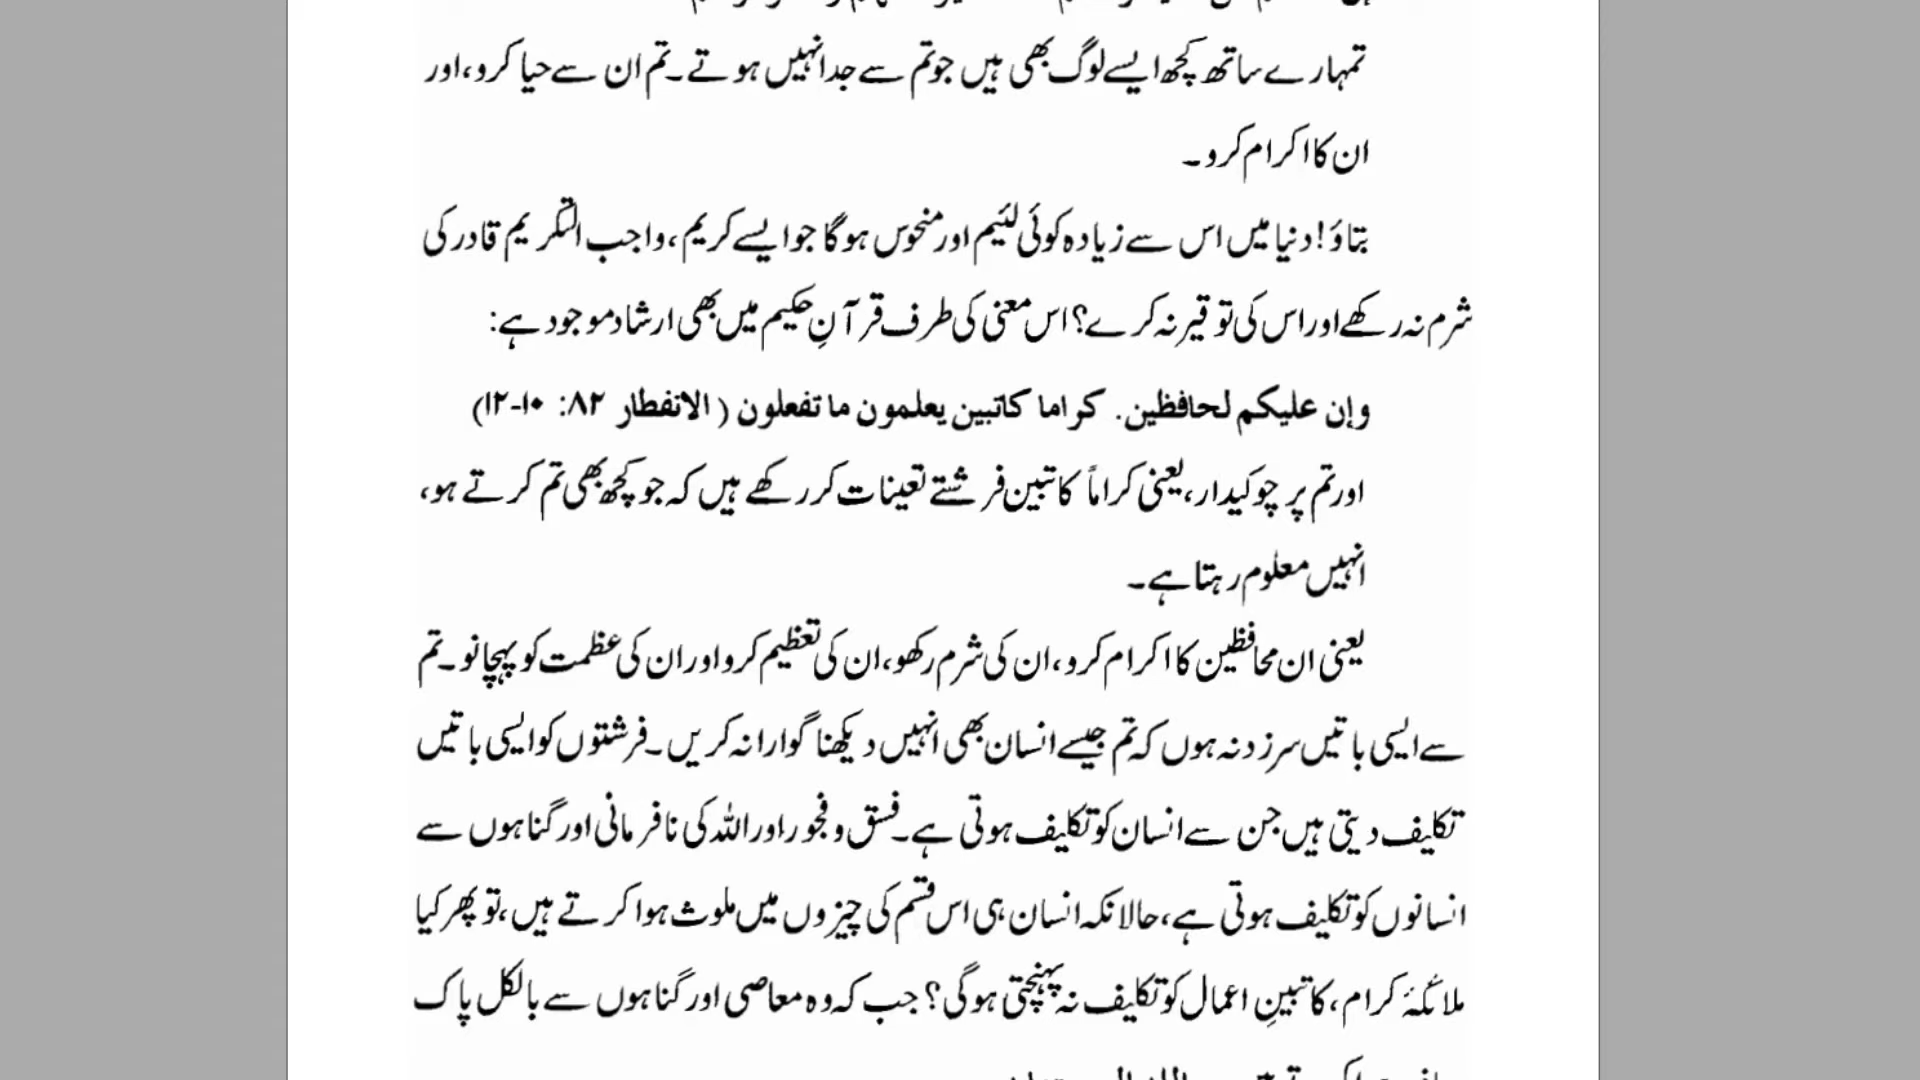 تمہارے ساتھ کچھ ایسے لوگ بھی ہیں جو تم سے جدا نہیں ہوتے۔ تم ان سے حیا کرو، اور
ان کا اکرام کرو۔
بتاؤ! دنیا میں اس سے زیادہ کوئی لئیم اور منحوس ہوگا جو ایسے کریم، واجب التکریم قادر کی
شرم نہ رکھے اور اس کی توقیر نہ کرے؟ اس معنی کی طرف قرآنِ حکیم میں بھی ارشاد موجود ہے:
وإن عليكم لحافظين. كراما كاتبين يعلمون ما تفعلون (الانفطار ۸۲: ۱۰-۱۲)
اور تم پر چوکیدار، یعنی کراماً کاتبین فرشتے تعینات کر رکھے ہیں کہ جو کچھ بھی تم کرتے ہو،
انہیں معلوم رہتا ہے۔
یعنی ان محافظین کا اکرام کرو، ان کی شرم رکھو، ان کی تعظیم کرو اور ان کی عظمت کو پہچانو۔ تم
سے ایسی باتیں سرزد نہ ہوں کہ تم جیسے انسان بھی انہیں دیکھنا گوارا نہ کریں۔ فرشتوں کو ایسی باتیں
تکلیف دیتی ہیں جن سے انسان کو تکلیف ہوتی ہے۔ فسق و فجور اور اللہ کی نافرمانی اور گناہوں سے
انسانوں کو تکلیف ہوتی ہے، حالانکہ انسان ہی اس قسم کی چیزوں میں ملوث ہوا کرتے ہیں، تو پھر کیا
ملائکۂ کرام، کاتبینِ اعمال کو تکلیف نہ پہنچتی ہوگی؟ جب کہ وہ معاصی اور گناہوں سے بالکل پاک